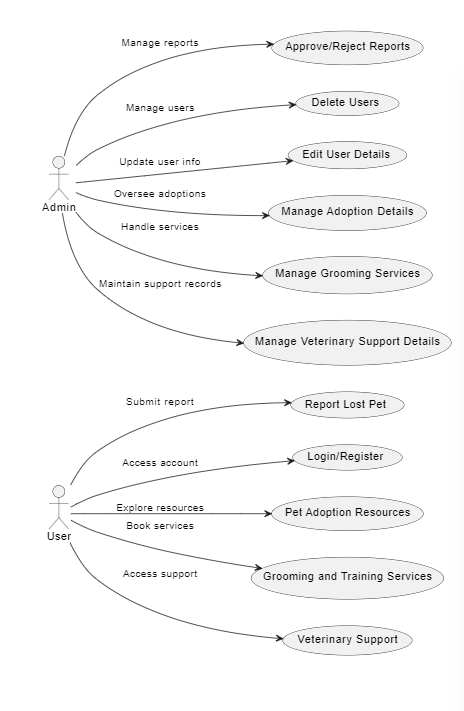 Manage reports
Approve/Reject Reports
Manage users
Delete Users
Update user info
Edit User Details
Admin
Oversee adoptions
Manage Adoption Details
Handle services
Manage Grooming Services
Maintain support records
Manage Veterinary Support Details
Submit report
Report Lost Pet
Access account
Login/Register
Explore resources
Pet Adoption Resources
Book services
User
Grooming and Training Services
Access support
Veterinary Support